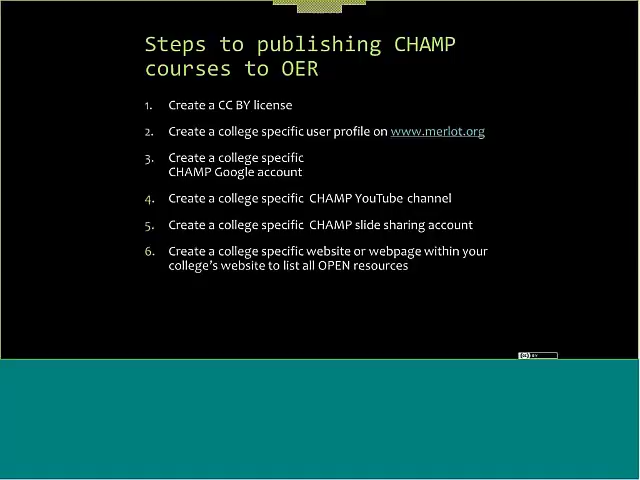 Steps to publishing CHAMP
courses to OER
1. Create a CC BY license
2. Create a college specific user profile on www.merlot.org
3. Create a college specific
CHAMP Google account
4. Create a college specific CHAMP YouTube channel
5. Create a college specific CHAMP slide sharing account
6. Create a college specific website or webpage within your
college's website to list all OPEN resources
(cc) BY